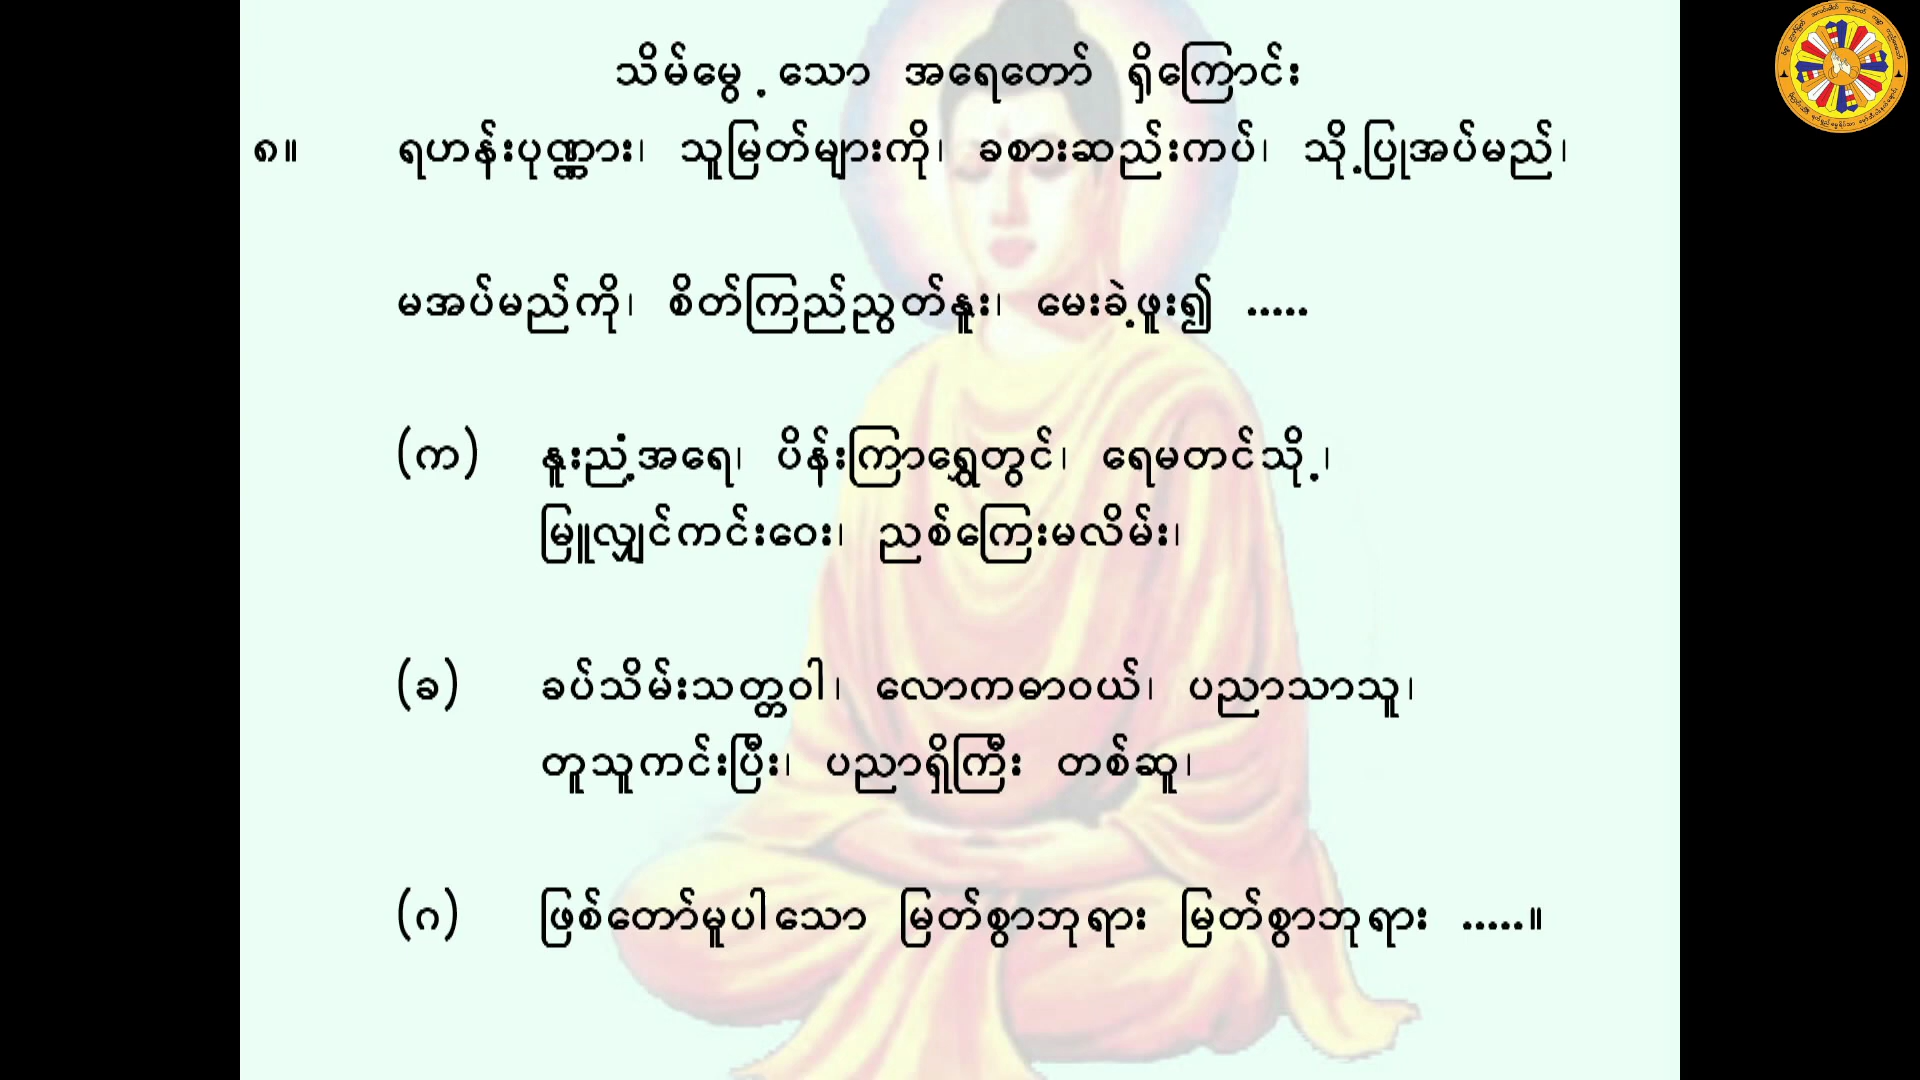 သိမ်မွေ့သော အရေတော် ရှိကြောင်း
၈။ ရဟန်းပုဏ္ဏား၊ သူမြတ်များကို၊ ခစားဆည်းကပ်၊ သို့ပြုအပ်မည်၊
မအပ်မည်ကို၊ စိတ်ကြည်ညွတ်နူး၊ မေးခဲ့ဖူး၍ .....
(က) နူးညံ့အရေ၊ ပိန်းကြာရွှေတွင်၊ ရေမတင်သို့၊
မြူလျှင်ကင်းဝေး၊ ညစ်ကြေးမလိမ်း၊
(ခ) ခပ်သိမ်းသတ္တဝါ၊ လောကဓာဝယ်၊ ပညာသာသူ၊
တူသူကင်းပြီး၊ ပညာရှိကြီး တစ်ဆူ၊
(ဂ) ဖြစ်တော်မူပါသော မြတ်စွာဘုရား မြတ်စွာဘုရား .....။